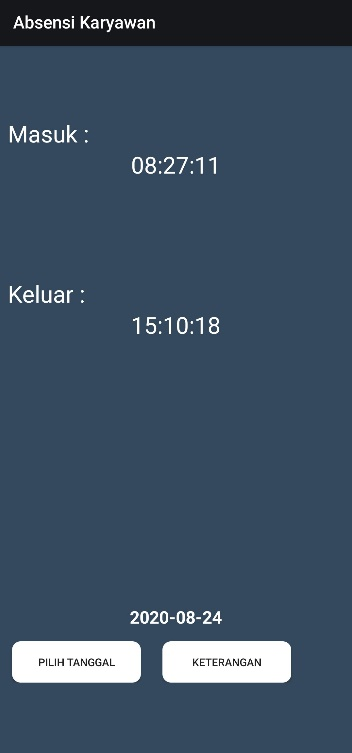 Absensi Karyawan
Masuk :
08:27:11
Keluar :
15:10:18
2020-08-24
PILIH TANGGAL
KETERANGAN